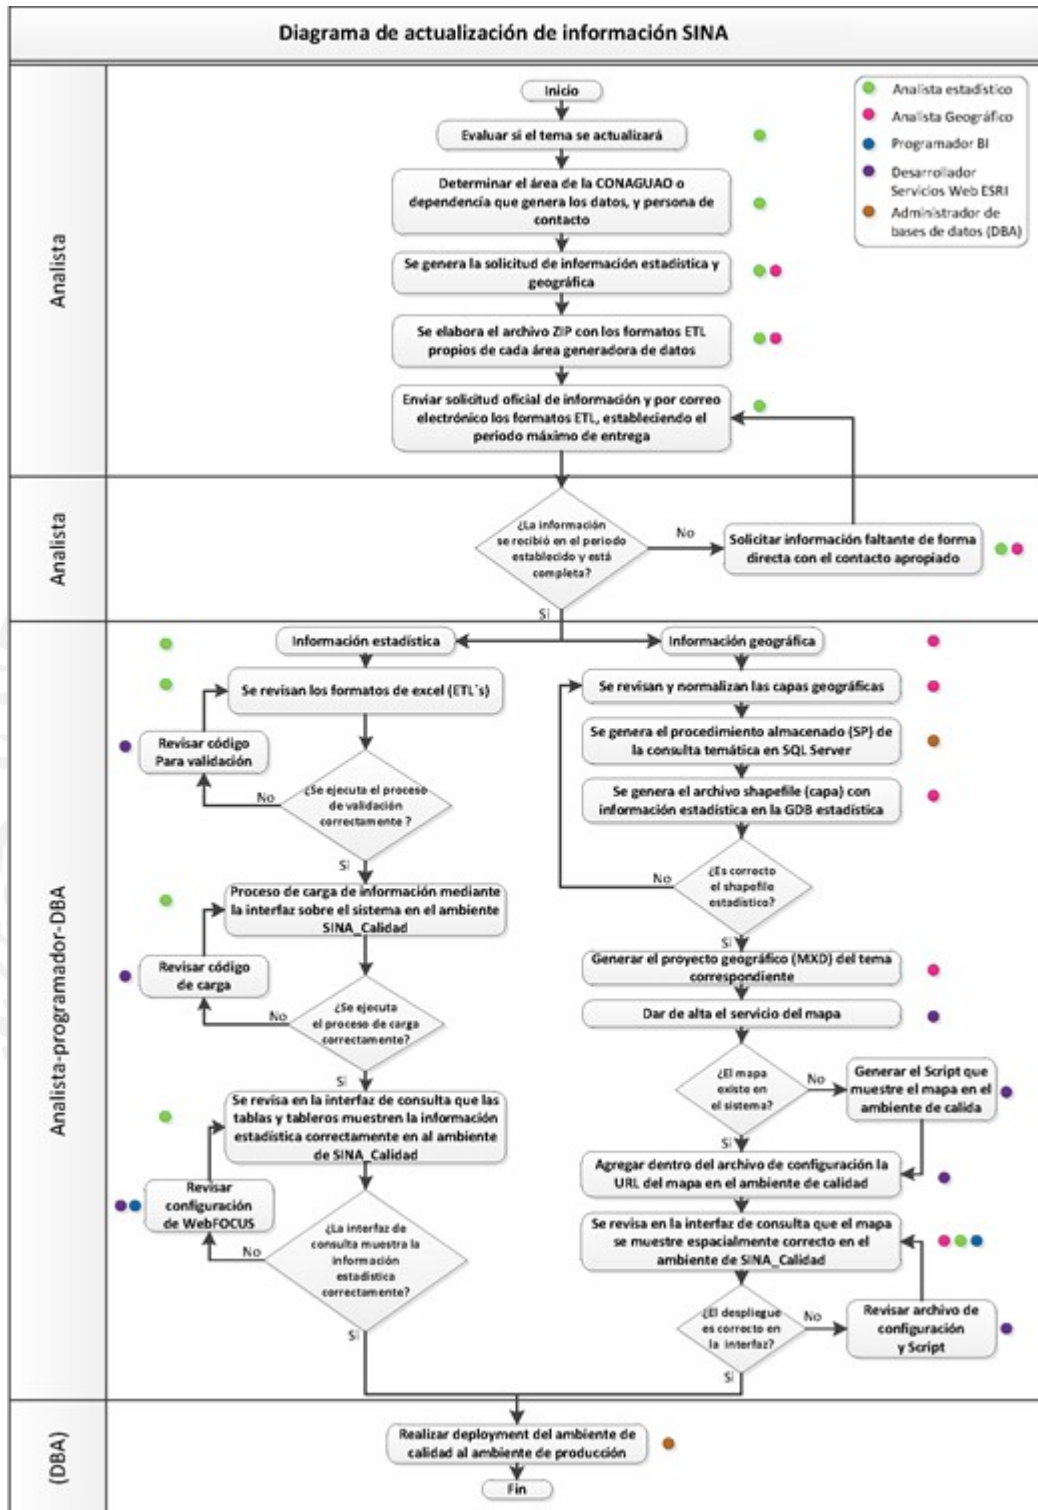 Diagrama de actualización de información SINA
Analista
Inicio
Evaluar si el tema se actualizará
Determinar el área de la CONAGUAO o
dependencia que genera los datos, y persona de
contacto
Se genera la solicitud de información estadística y
geográfica
Se elabora el archivo ZIP con los formatos ETL
propios de cada área generadora de datos
Enviar solicitud oficial de información y por correo
electrónico los formatos ETL, estableciendo el
periodo máximo de entrega
Analista estadístico
Analista Geográfico
Programador BI
Desarrollador
Servicios Web ESRI
Administrador de
bases de datos (DBA)
Analista
¿La información
se recibió en el periodo
establecido y está
completa?
No
Solicitar información faltante de forma
directa con el contacto apropiado
Si
Analista-programador-DBA
Información estadística
Se revisan los formatos de excel (ETL´s)
Revisar código
Para validación
No
¿Se ejecuta el proceso
de validación
correctamente ?
Si
Proceso de carga de información mediante
la interfaz sobre el sistema en el ambiente
SINA_Calidad
Revisar código
de carga
No
¿Se ejecuta
el proceso de carga
correctamente?
Si
Se revisa en la interfaz de consulta que las
tablas y tableros muestren la información
estadística correctamente en al ambiente
de SINA_Calidad
Revisar
configuración
de WebFOCUS
No
¿La interfaz de
consulta muestra la
información
estadística
correctamente?
Si
Información geográfica
Se revisan y normalizan las capas geográficas
Se genera el procedimiento almacenado (SP) de
la consulta temática en SQL Server
Se genera el archivo shapefile (capa) con
información estadística en la GDB estadística
No
¿Es correcto
el shapefile
estadístico?
Si
Generar el proyecto geográfico (MXD) del tema
correspondiente
Dar de alta el servicio del mapa
¿El mapa
existe en
el sistema?
No
Generar el Script que
muestre el mapa en el
ambiente de calida
Si
Agregar dentro del archivo de configuración la
URL del mapa en el ambiente de calidad
Se revisa en la interfaz de consulta que el mapa
se muestre espacialmente correcto en el
ambiente de SINA_Calidad
¿El despliegue
es correcto en
la interfaz?
No
Revisar archivo de
configuración
y Script
Si
(DBA)
Realizar deployment del ambiente de
calidad al ambiente de producción
Fin